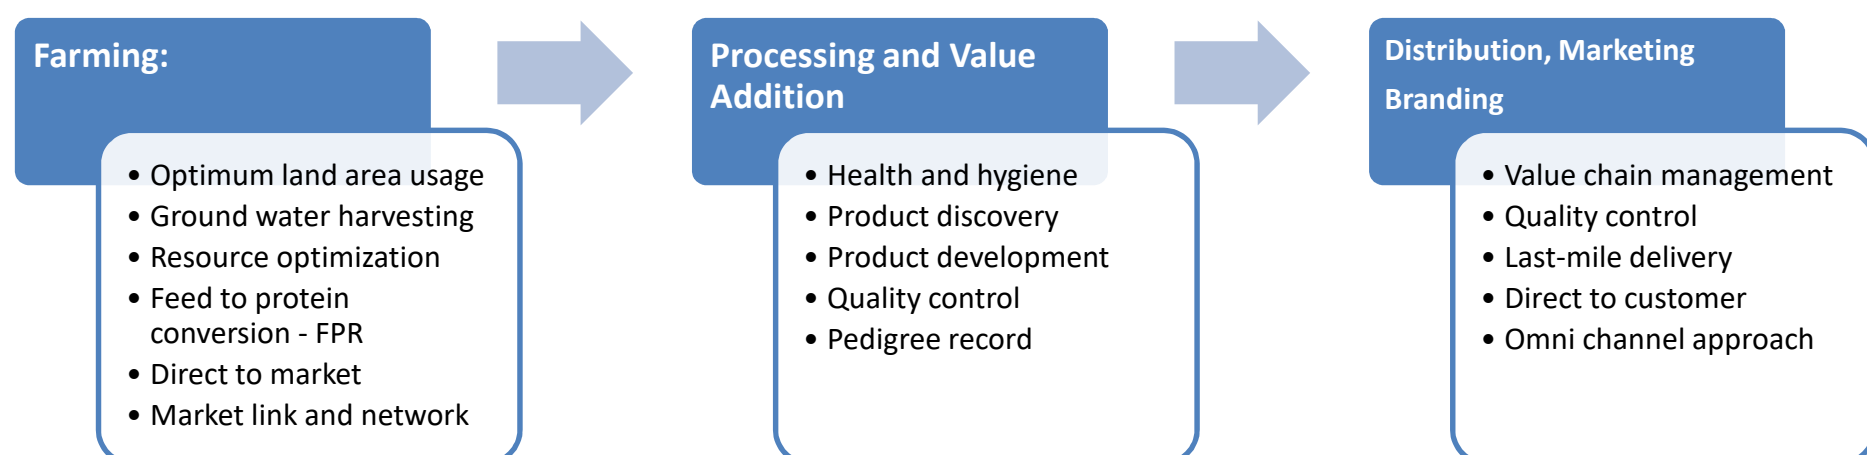 Farming:
• Optimum land area usage
• Ground water harvesting
• Resource optimization
• Feed to protein
conversion - FPR
• Direct to market
• Market link and network
Processing and Value
Addition
• Health and hygiene
• Product discovery
• Product development
• Quality control
• Pedigree record
Distribution, Marketing
Branding
• Value chain management
• Quality control
• Last-mile delivery
• Direct to customer
• Omni channel approach